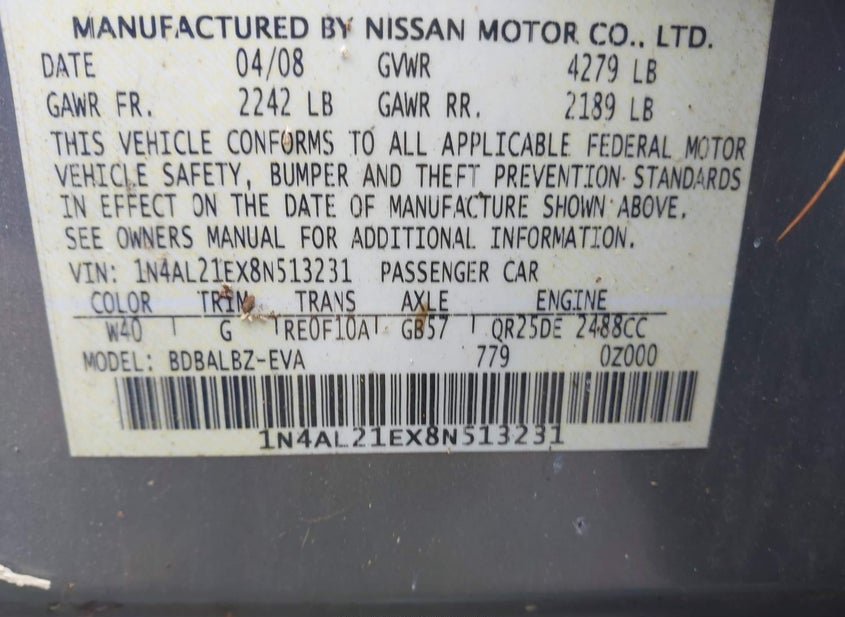 MANUFACTURED BY NISSAN MOTOR CO., LTD.
DATE 04/08 GVWR 4279 LB
GAWR FR. 2242 LB GAWR RR. 2189 LB
THIS VEHICLE CONFORMS TO ALL APPLICABLE FEDERAL MOTOR
VEHICLE SAFETY, BUMPER AND THEFT PREVENTION STANDARDS
IN EFFECT ON THE DATE OF MANUFACTURE SHOWN ABOVE.
SEE OWNERS MANUAL FOR ADDITIONAL INFORMATION.
VIN: 1N4AL21EX8N513231 PASSENGER CAR
COLOR TRIM TRANS AXLE ENGINE
W40 G RE0F10A GB57 QR25DE 2488CC
MODEL: BDBALBZ-EVA 779 0Z000
1N4AL21EX8N513231